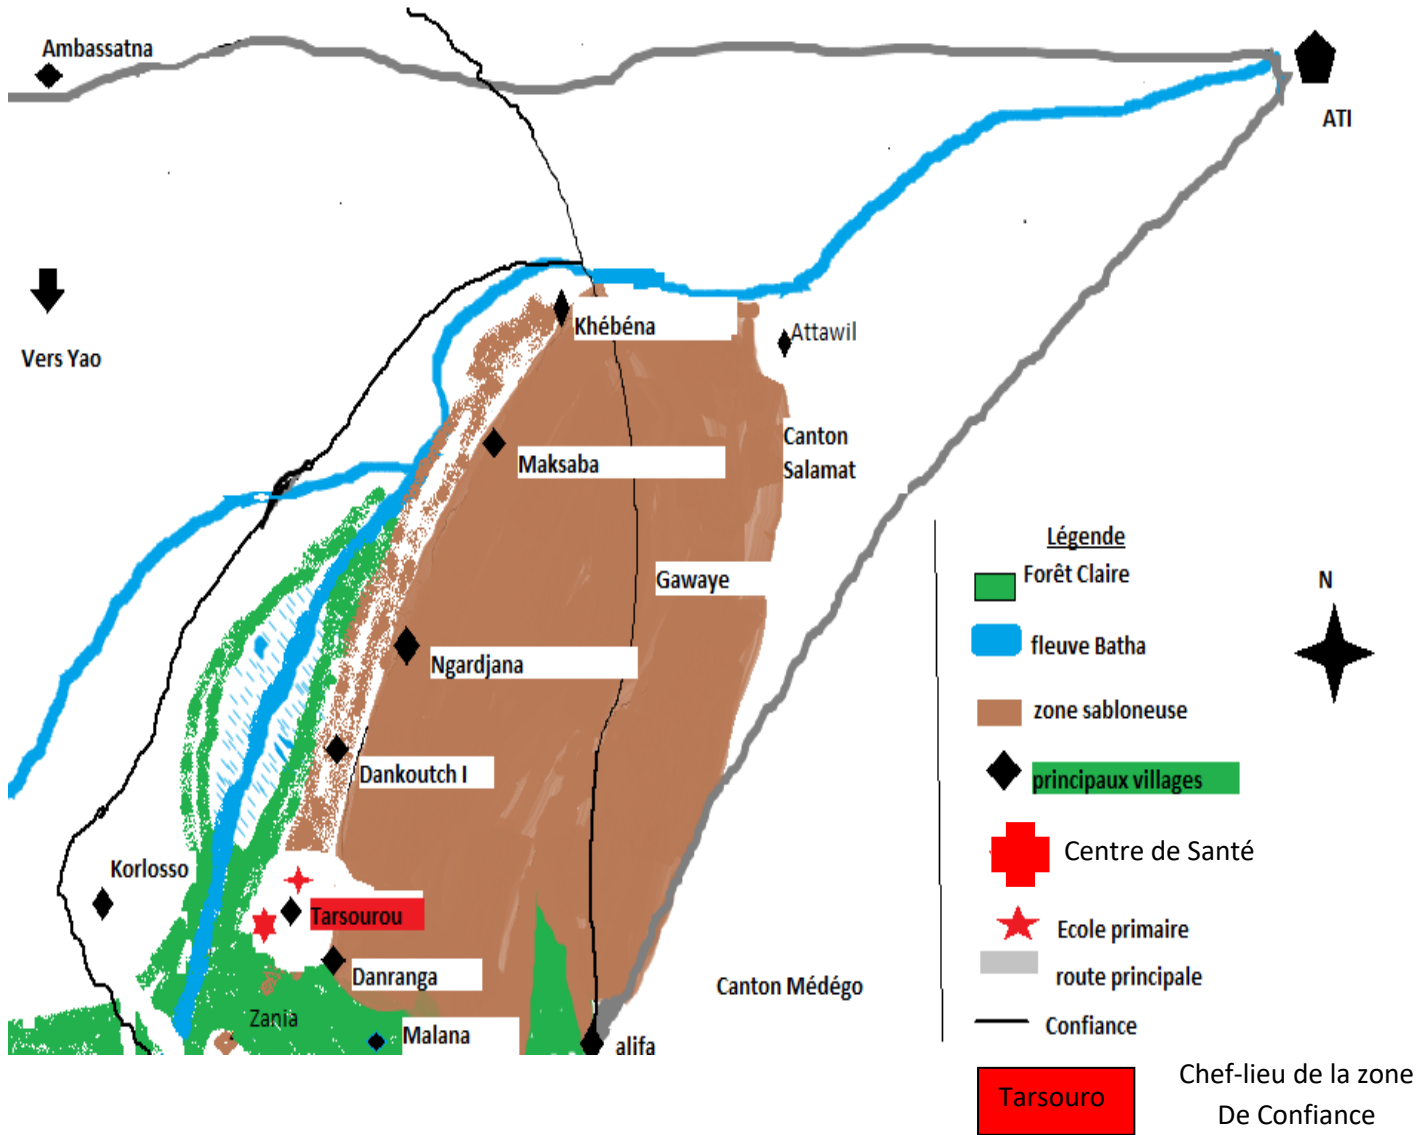 Ambassatna
ATI
Vers Yao
Khébéna
Attawil
Canton
Salamat
Maksaba
Gawaye
Ngardjana
Dankoutch I
Korlosso
Tarsourou
Danranga
Zania
Malana
alifa
Canton Médégo
Légende
Forêt Claire
fleuve Batha
zone sabloneuse
principaux villages
Centre de Santé
Ecole primaire
route principale
Confiance
Tarsouro
Chef-lieu de la zone
De Confiance
N